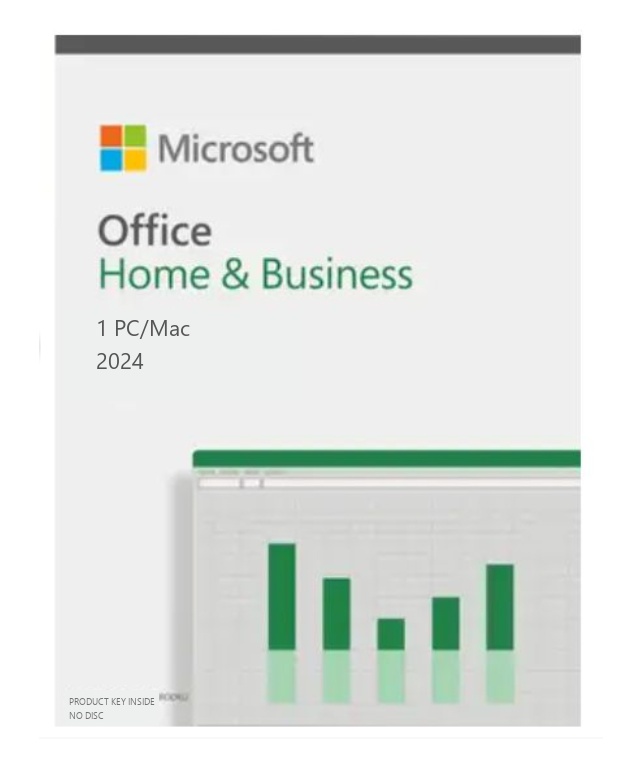 Microsoft
Office
Home & Business
1 PC/Mac
2024
PRODUCT KEY INSIDE
NO DISC